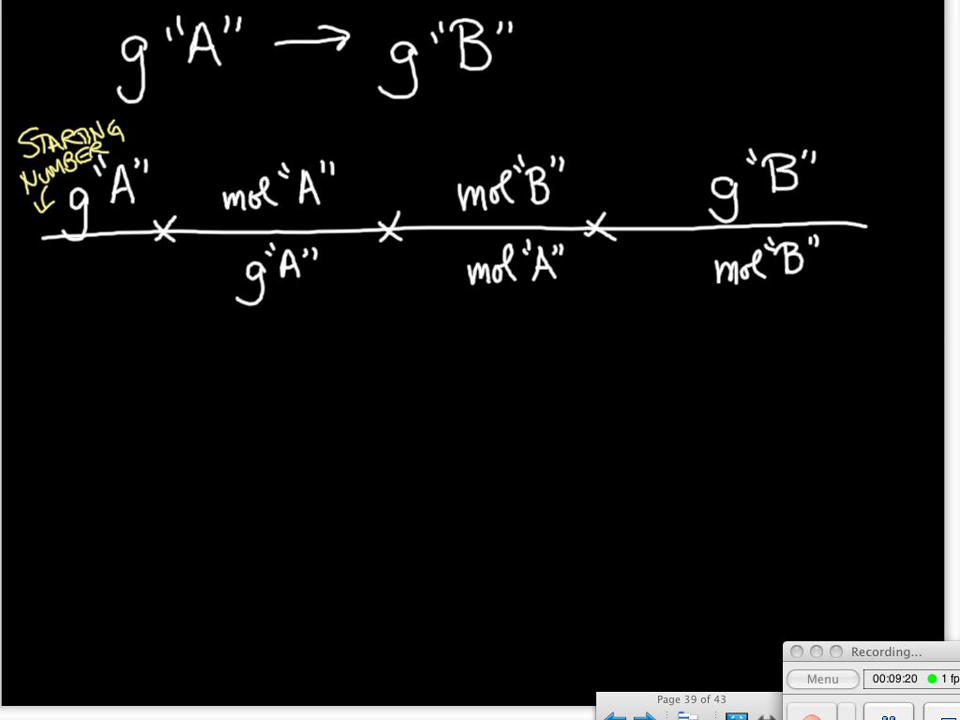 g "A" → g "B"
STARTING
NUMBER
g "A" × mol "A" × mol "B" × g "B"
g "A" mol "A" mol "B"
Recording...
Menu 00:09:20 1 fp
Page 39 of 43